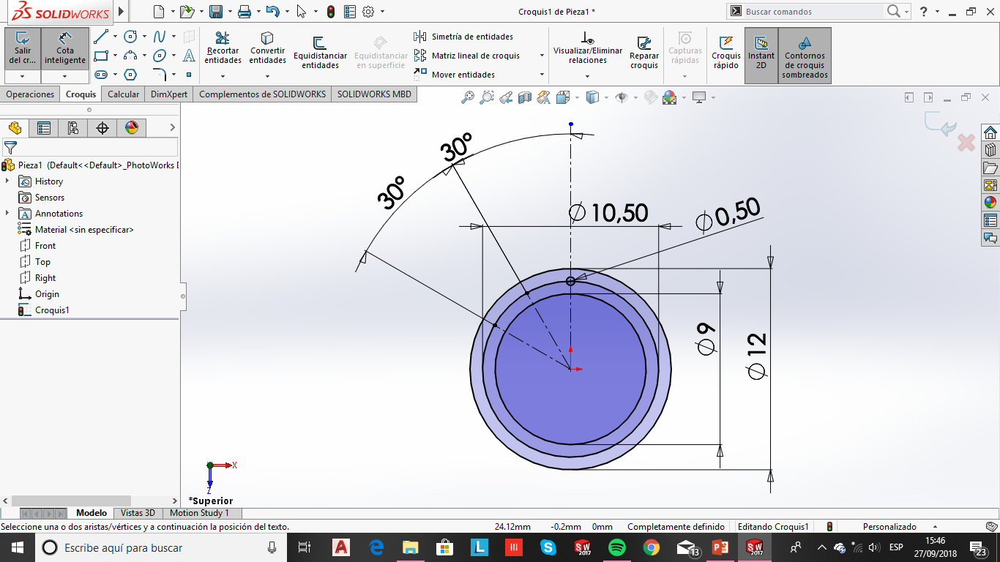 SOLIDWORKS
Croquis1 de Pieza1 *
Buscar comandos
Salir del cr...
Cota inteligente
Recortar entidades
Convertir entidades
Equidistanciar entidades
Equidistanciar en superficie
Simetría de entidades
Matriz lineal de croquis
Mover entidades
Visualizar/Eliminar relaciones
Reparar croquis
Capturas rápidas
Croquis rápido
Instant 2D
Contornos de croquis sombreados
Operaciones
Croquis
Calcular
DimXpert
Complementos de SOLIDWORKS
SOLIDWORKS MBD
Pieza1 (Default<<Default>_PhotoWorks D
History
Sensors
Annotations
Material <sin especificar>
Front
Top
Right
Origin
Croquis1
30°
30°
∅10,50
∅0,50
∅9
∅12
X
Z
*Superior
Modelo
Vistas 3D
Motion Study 1
Seleccione una o dos aristas/vértices y a continuación la posición del texto.
24.12mm
-0.2mm
0mm
Completamente definido
Editando Croquis1
Personalizado
Escribe aquí para buscar
A
L
SW
2017
13
SW
2017
ESP
15:46
27/09/2018
23